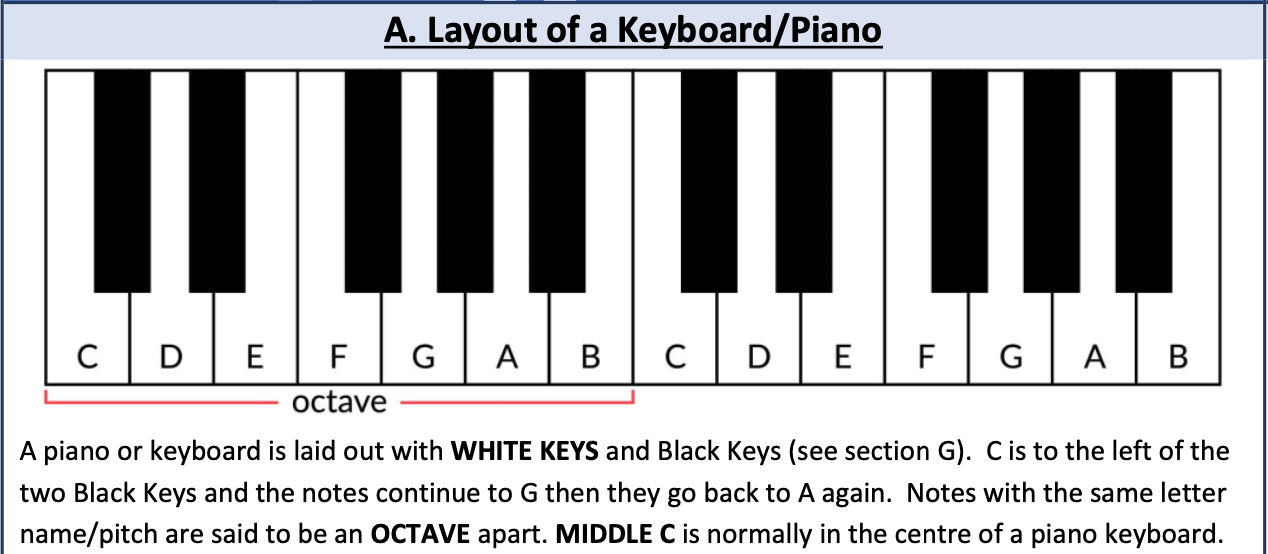 A. Layout of a Keyboard/Piano
C D E F G A B C D E F G A B
octave
A piano or keyboard is laid out with WHITE KEYS and Black Keys (see section G).  C is to the left of the
two Black Keys and the notes continue to G then they go back to A again.  Notes with the same letter
name/pitch are said to be an OCTAVE apart. MIDDLE C is normally in the centre of a piano keyboard.